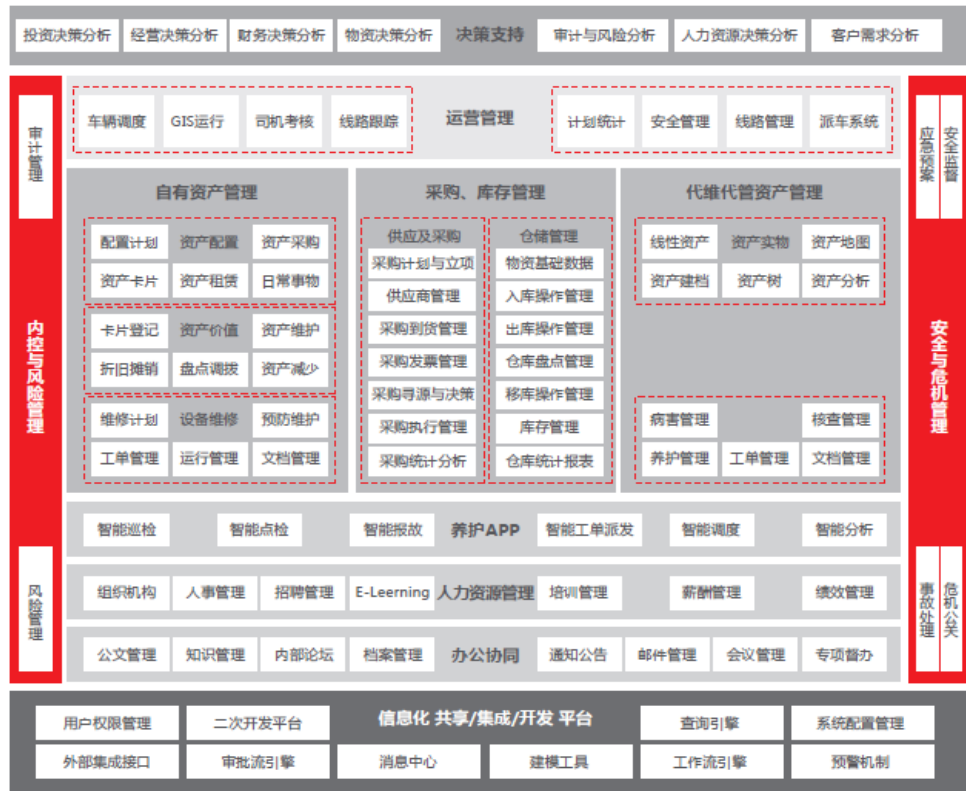 投资决策分析 经营决策分析 财务决策分析 物资决策分析 决策支持 审计与风险分析 人力资源决策分析 客户需求分析
审计管理
内控与风险管理
风险管理
车辆调度 GIS运行 司机考核 线路跟踪 运营管理 计划统计 安全管理 线路管理 派车系统
自有资产管理
配置计划 资产配置 资产采购
资产卡片 资产租赁 日常事物
卡片登记 资产价值 资产维护
折旧摊销 盘点调拨 资产减少
维修计划 设备维修 预防维护
工单管理 运行管理 文档管理
采购、库存管理
供应及采购
采购计划与立项
供应商管理
采购到货管理
采购发票管理
采购寻源与决策
采购执行管理
采购统计分析
仓储管理
物资基础数据
入库操作管理
出库操作管理
仓库盘点管理
移库操作管理
库存管理
仓库统计报表
代维代管资产管理
线性资产 资产实物 资产地图
资产建档 资产树 资产分析
病害管理 核查管理
养护管理 工单管理 文档管理
智能巡检 智能点检 智能报故 养护APP 智能工单派发 智能调度 智能分析
组织机构 人事管理 招聘管理 E-Leerning 人力资源管理 培训管理 薪酬管理 绩效管理
公文管理 知识管理 内部论坛 档案管理 办公协同 通知公告 邮件管理 会议管理 专项督办
应急预案
安全监督
安全与危机管理
事故处理
危机公关
用户权限管理 二次开发平台 信息化 共享/集成/开发 平台 查询引擎 系统配置管理
外部集成接口 审批流引擎 消息中心 建模工具 工作流引擎 预警机制